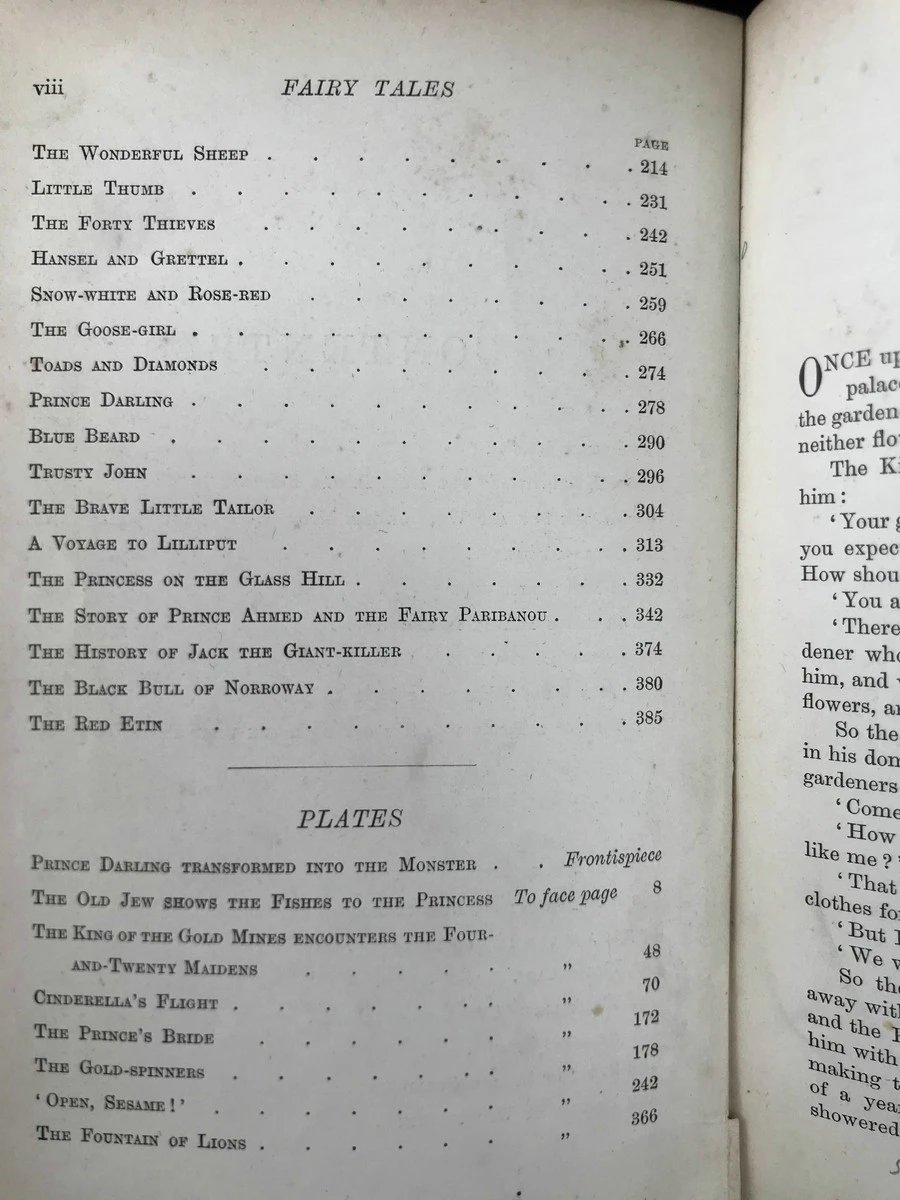 viii FAIRY TALES
PAGE
THE WONDERFUL SHEEP . . . . . . . . . 214
LITTLE THUMB . . . . . . . . . . . 231
THE FORTY THIEVES . . . . . . . . . 242
HANSEL AND GRETTEL . . . . . . . . . . 251
SNOW-WHITE AND ROSE-RED . . . . . . . . 259
THE GOOSE-GIRL . . . . . . . . . . . 266
TOADS AND DIAMONDS . . . . . . . . . 274
PRINCE DARLING . . . . . . . . . . . 278
BLUE BEARD . . . . . . . . . . . 290
TRUSTY JOHN . . . . . . . . . . . 296
THE BRAVE LITTLE TAILOR . . . . . . . . 304
A VOYAGE TO LILLIPUT . . . . . . . . . 313
THE PRINCESS ON THE GLASS HILL . . . . . . . 332
THE STORY OF PRINCE AHMED AND THE FAIRY PARIBANOU . . . 342
THE HISTORY OF JACK THE GIANT-KILLER . . . . . 374
THE BLACK BULL OF NORROWAY . . . . . . . . 380
THE RED ETIN . . . . . . . . . . 385
PLATES
PRINCE DARLING TRANSFORMED INTO THE MONSTER . . Frontispiece
THE OLD JEW SHOWS THE FISHES TO THE PRINCESS To face page 8
THE KING OF THE GOLD MINES ENCOUNTERS THE FOUR-
AND-TWENTY MAIDENS . . . . . ” 48
CINDERELLA'S FLIGHT . . . . . . . ” 70
THE PRINCE'S BRIDE . . . . . . ” 172
THE GOLD-SPINNERS . . . . . . ” 178
‘OPEN, SESAME!’ . . . . . . . ” 242
THE FOUNTAIN OF LIONS . . . . . . ” 366
ONCE up
palac
the garden
neither flo
The Ki
him:
‘Your g
you expec
How shou
‘You a
‘There
dener who
him, and
flowers, a
So the
in his dom
gardeners
‘Come
‘How
like me?
‘That
clothes fo
‘But I
‘We w
So the
away with
and the
him with
making t
of a yea
showered